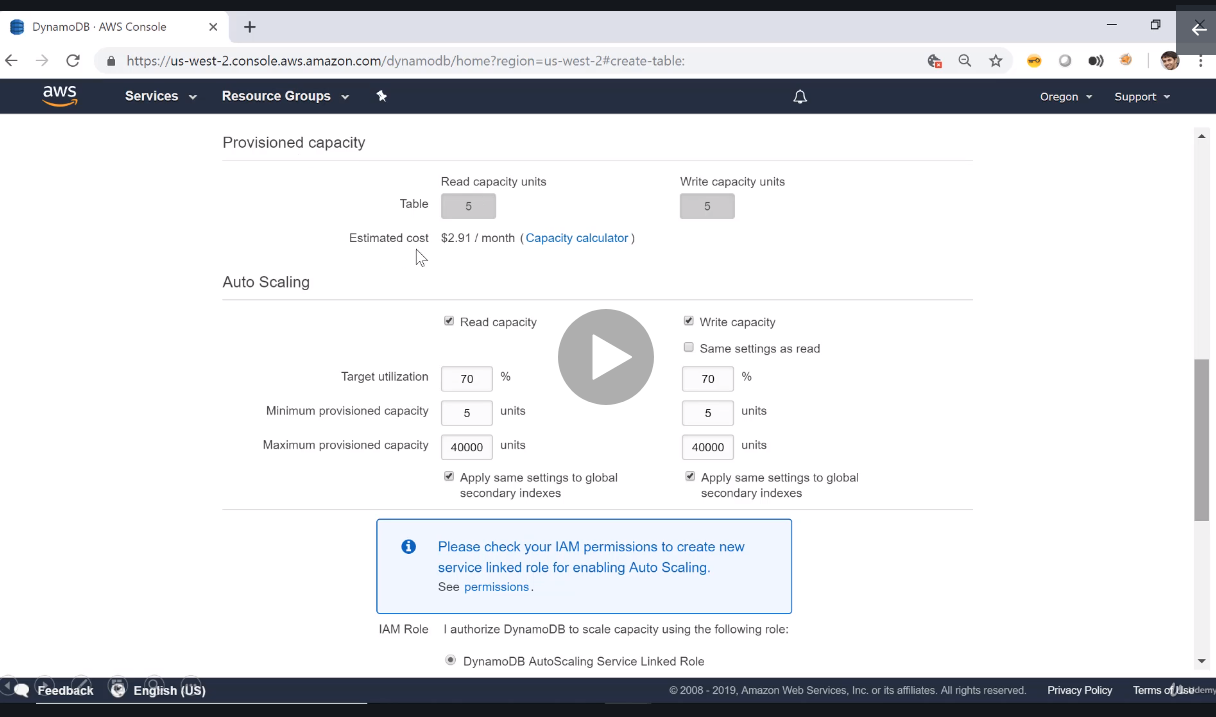 DynamoDB · AWS Console
https://us-west-2.console.aws.amazon.com/dynamodb/home?region=us-west-2#create-table:
aws Services Resource Groups Oregon Support
Provisioned capacity
Read capacity units Write capacity units
Table 5 5
Estimated cost $2.91 / month (Capacity calculator)
Auto Scaling
Read capacity Write capacity
Same settings as read
Target utilization 70 % 70 %
Minimum provisioned capacity 5 units 5 units
Maximum provisioned capacity 40000 units 40000 units
Apply same settings to global Apply same settings to global
secondary indexes secondary indexes
Please check your IAM permissions to create new
service linked role for enabling Auto Scaling.
See permissions.
IAM Role I authorize DynamoDB to scale capacity using the following role:
DynamoDB AutoScaling Service Linked Role
Feedback English (US) © 2008 - 2019, Amazon Web Services, Inc. or its affiliates. All rights reserved. Privacy Policy Terms of Use